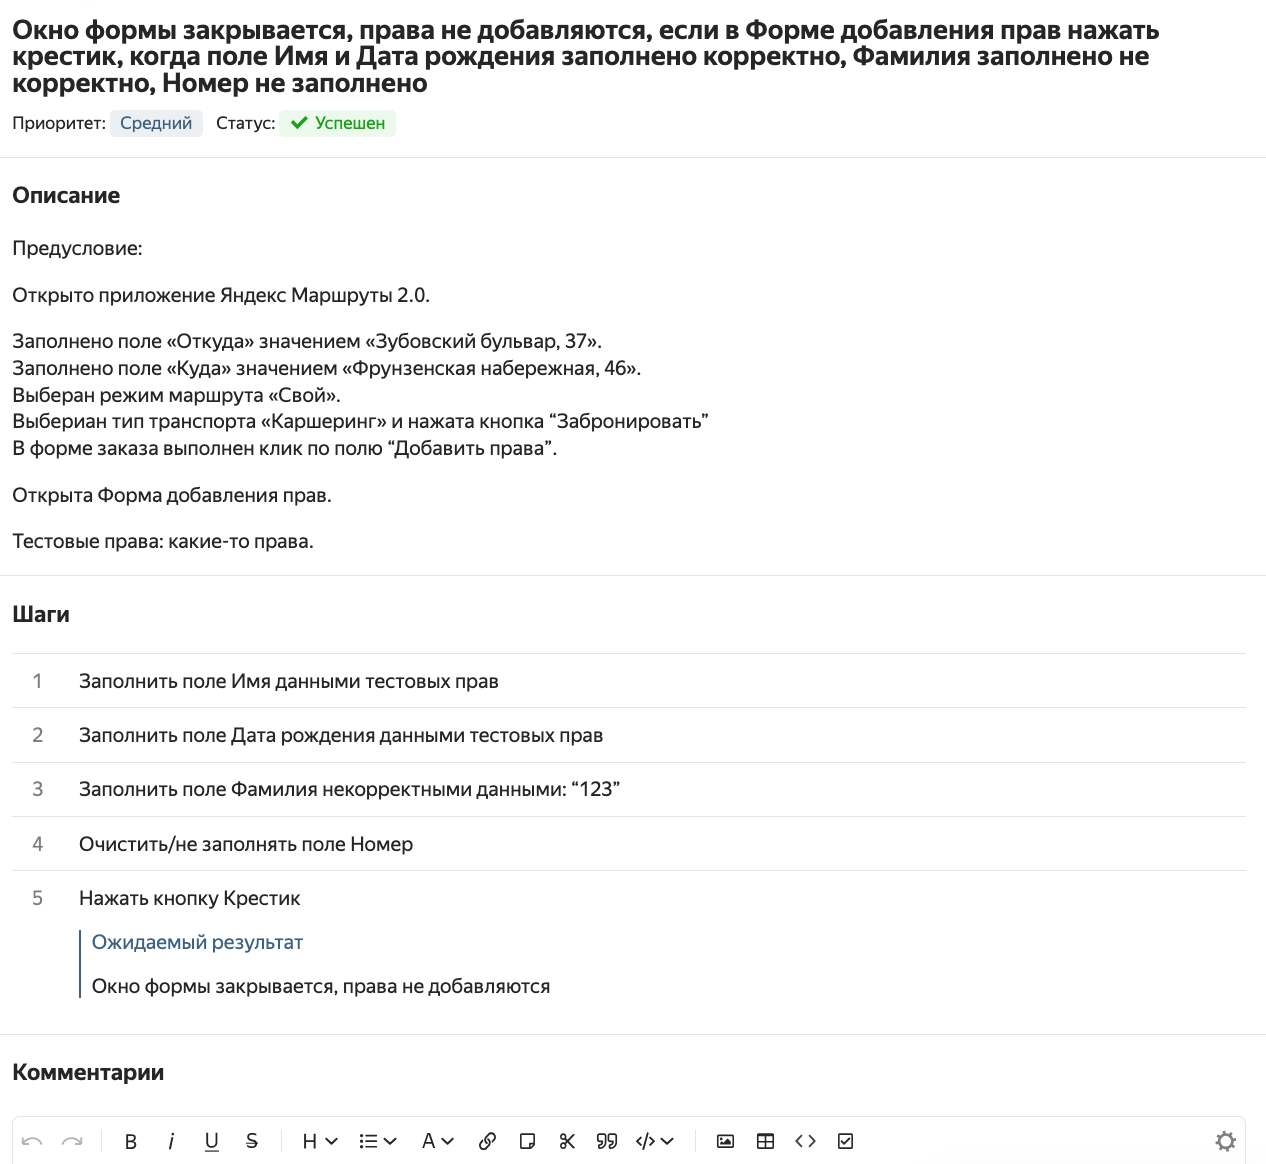 Окно формы закрывается, права не добавляются, если в Форме добавления прав нажать
крестик, когда поле Имя и Дата рождения заполнено корректно, Фамилия заполнено не
корректно, Номер не заполнено
Приоритет: Средний Статус: Успешен
Описание
Предусловие:
Открыто приложение Яндекс Маршруты 2.0.
Заполнено поле «Откуда» значением «Зубовский бульвар, 37».
Заполнено поле «Куда» значением «Фрунзенская набережная, 46».
Выберан режим маршрута «Свой».
Выбериан тип транспорта «Каршеринг» и нажата кнопка “Забронировать”
В форме заказа выполнен клик по полю “Добавить права”.
Открыта Форма добавления прав.
Тестовые права: какие-то права.
Шаги
1 Заполнить поле Имя данными тестовых прав
2 Заполнить поле Дата рождения данными тестовых прав
3 Заполнить поле Фамилия некорректными данными: “123”
4 Очистить/не заполнять поле Номер
5 Нажать кнопку Крестик
Ожидаемый результат
Окно формы закрывается, права не добавляются
Комментарии
B i U S H A